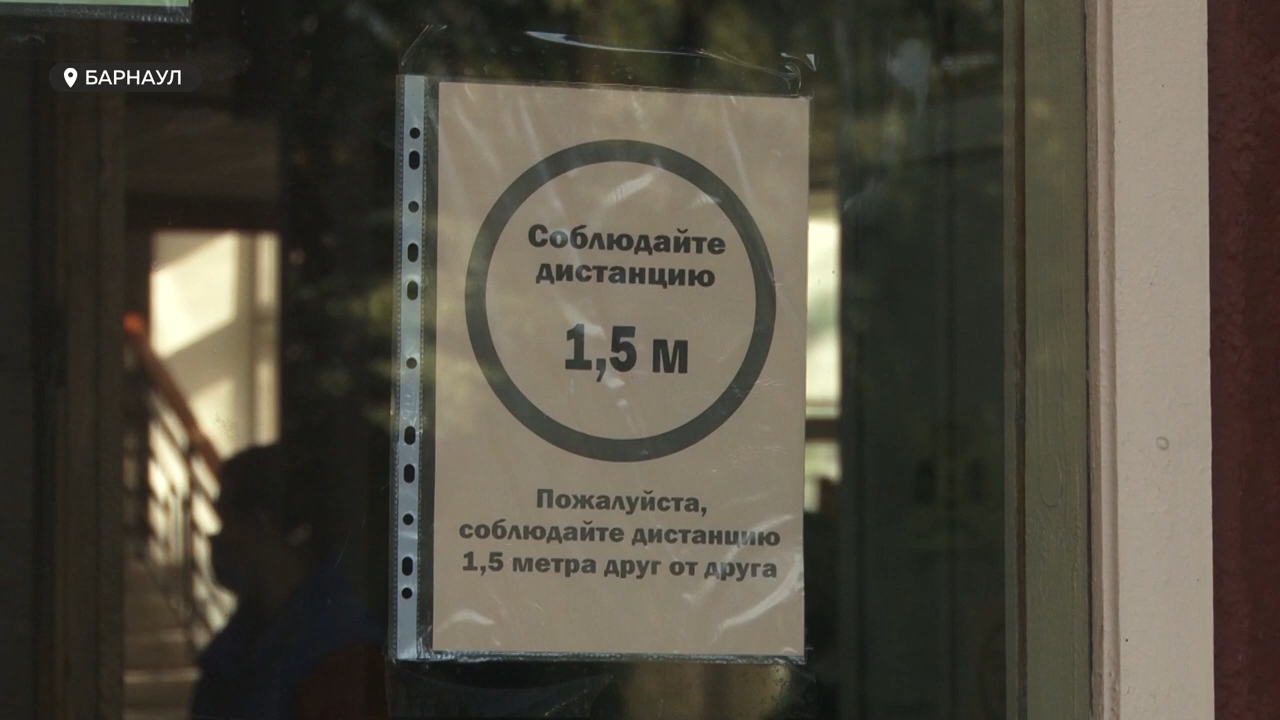 БАРНАУЛ
Соблюдайте
дистанцию
1,5 м
Пожалуйста,
соблюдайте дистанцию
1,5 метра друг от друга